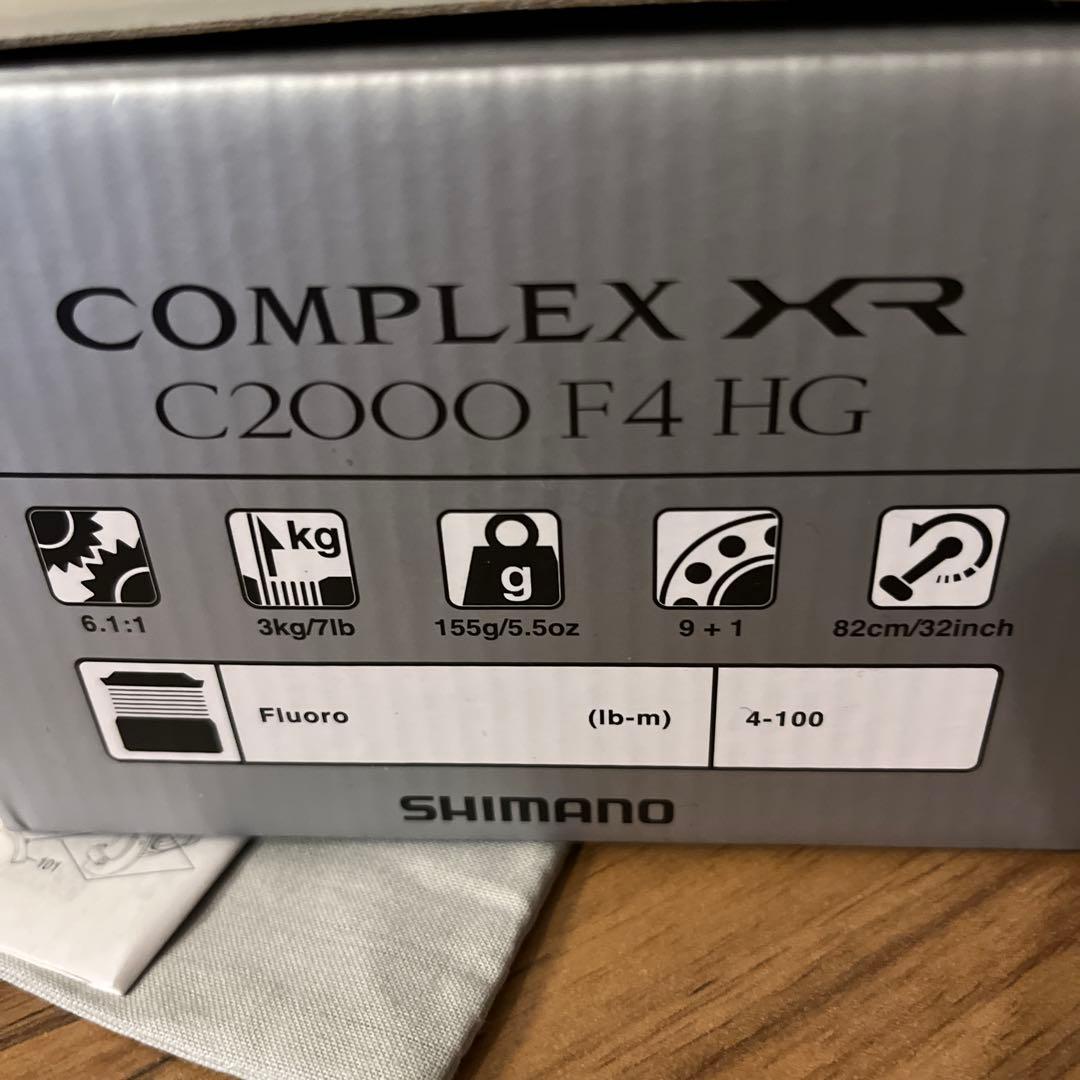 COMPLEX XR
C2000 F4 HG
kg
g
6.1:1
3kg/7lb
155g/5.5oz
9 + 1
82cm/32inch
Fluoro (lb-m) 4-100
SHIMANO
101